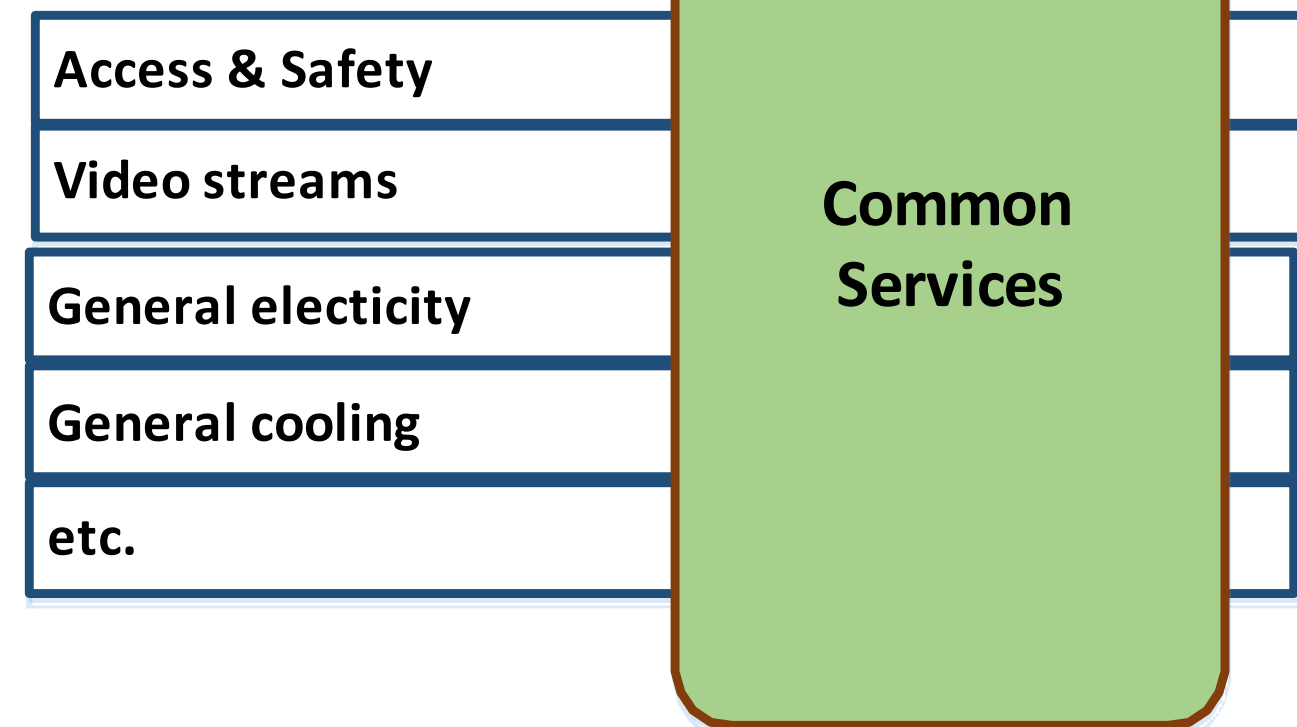 Access & Safety
Video streams
Common
Services
General electicity
General cooling
etc.